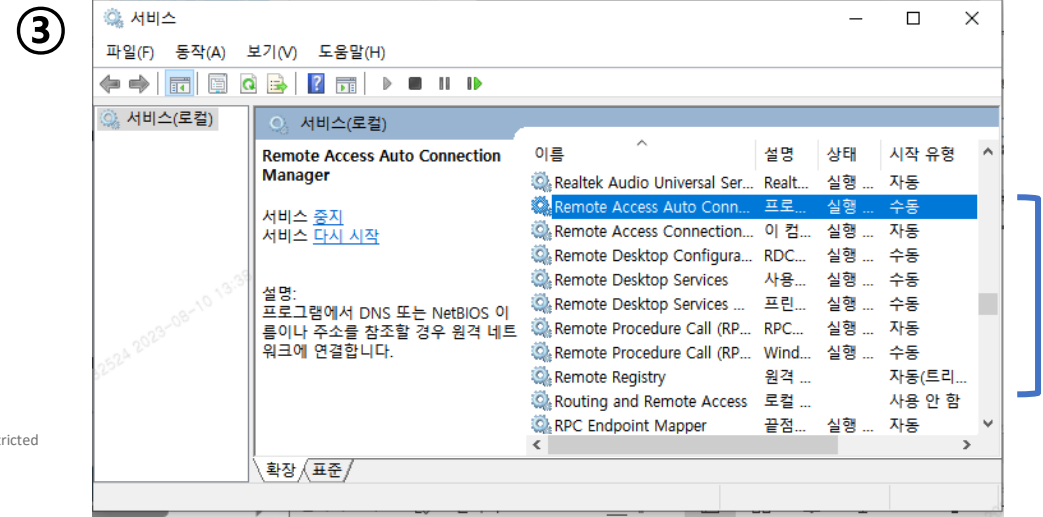 ③
서비스
파일(F) 동작(A) 보기(V) 도움말(H)
서비스(로컬)
서비스(로컬)
Remote Access Auto Connection
Manager
서비스 중지
서비스 다시 시작
설명:
프로그램에서 DNS 또는 NetBIOS 이
름이나 주소를 참조할 경우 원격 네트
워크에 연결합니다.
이름 설명 상태 시작 유형
Realtek Audio Universal Ser... Realt... 실행 ... 자동
Remote Access Auto Conn... 프로... 실행 ... 수동
Remote Access Connection... 이 컴... 실행 ... 자동
Remote Desktop Configura... RDC... 실행 ... 수동
Remote Desktop Services 사용... 실행 ... 수동
Remote Desktop Services ... 프린... 실행 ... 수동
Remote Procedure Call (RP... RPC... 실행 ... 자동
Remote Procedure Call (RP... Wind... 실행 ... 수동
Remote Registry 원격 ... 자동(트리...
Routing and Remote Access 로컬 ... 사용 안 함
RPC Endpoint Mapper 끝점... 실행 ... 자동
확장 표준
2524 2023-08-10 13:38
tricted